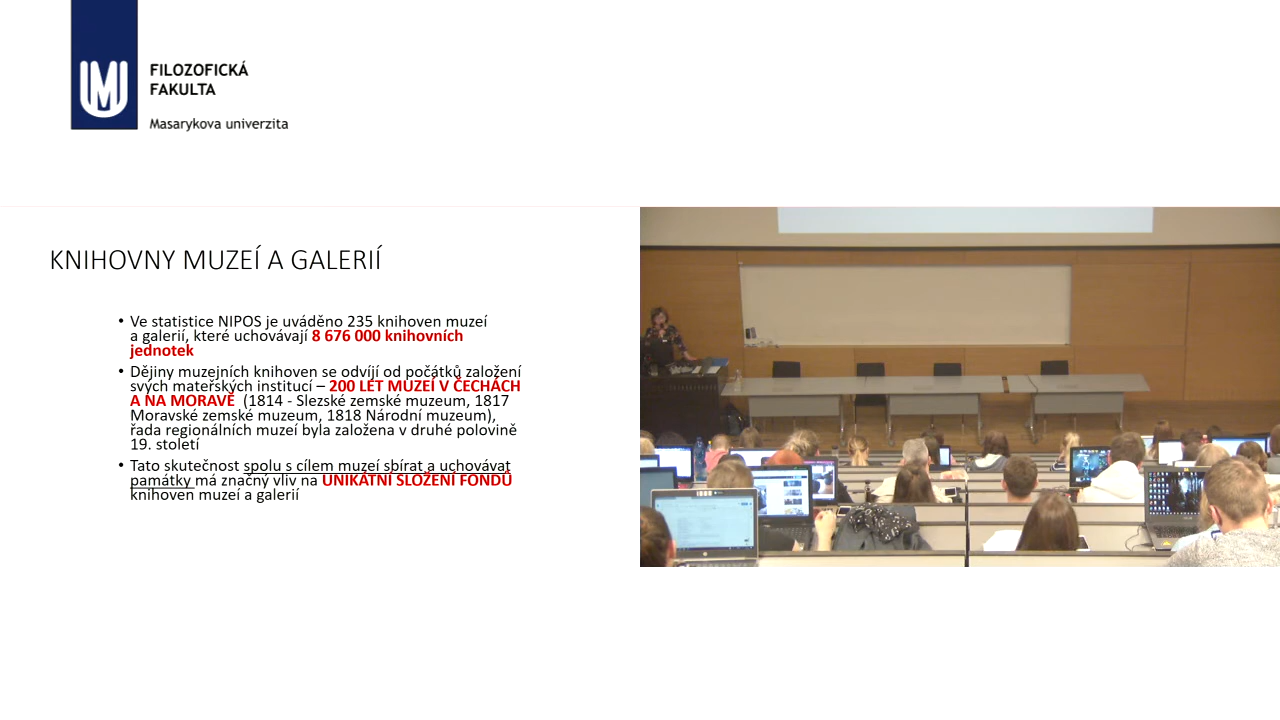 FILOZOFICKÁ
FAKULTA
Masarykova univerzita
KNIHOVNY MUZEÍ A GALERIÍ
• Ve statistice NIPOS je uváděno 235 knihoven muzeí
a galerií, které uchovávají 8 676 000 knihovních
jednotek
• Dějiny muzejních knihoven se odvíjí od počátků založení
svých mateřských institucí – 200 LET MUZEÍ V ČECHÁCH
A NA MORAVĚ (1814 - Slezské zemské muzeum, 1817
Moravské zemské muzeum, 1818 Národní muzeum),
řada regionálních muzeí byla založena v druhé polovině
19. století
• Tato skutečnost spolu s cílem muzeí sbírat a uchovávat
památky má značný vliv na UNIKÁTNÍ SLOŽENÍ FONDŮ
knihoven muzeí a galerií